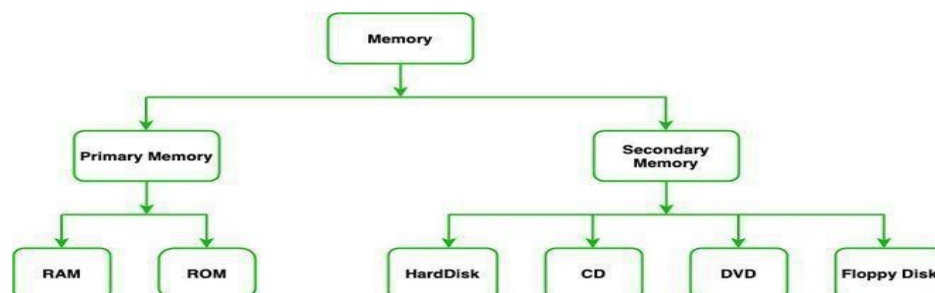 Memory
Primary Memory
Secondary
Memory
RAM
ROM
HardDisk
CD
DVD
Floppy Disk